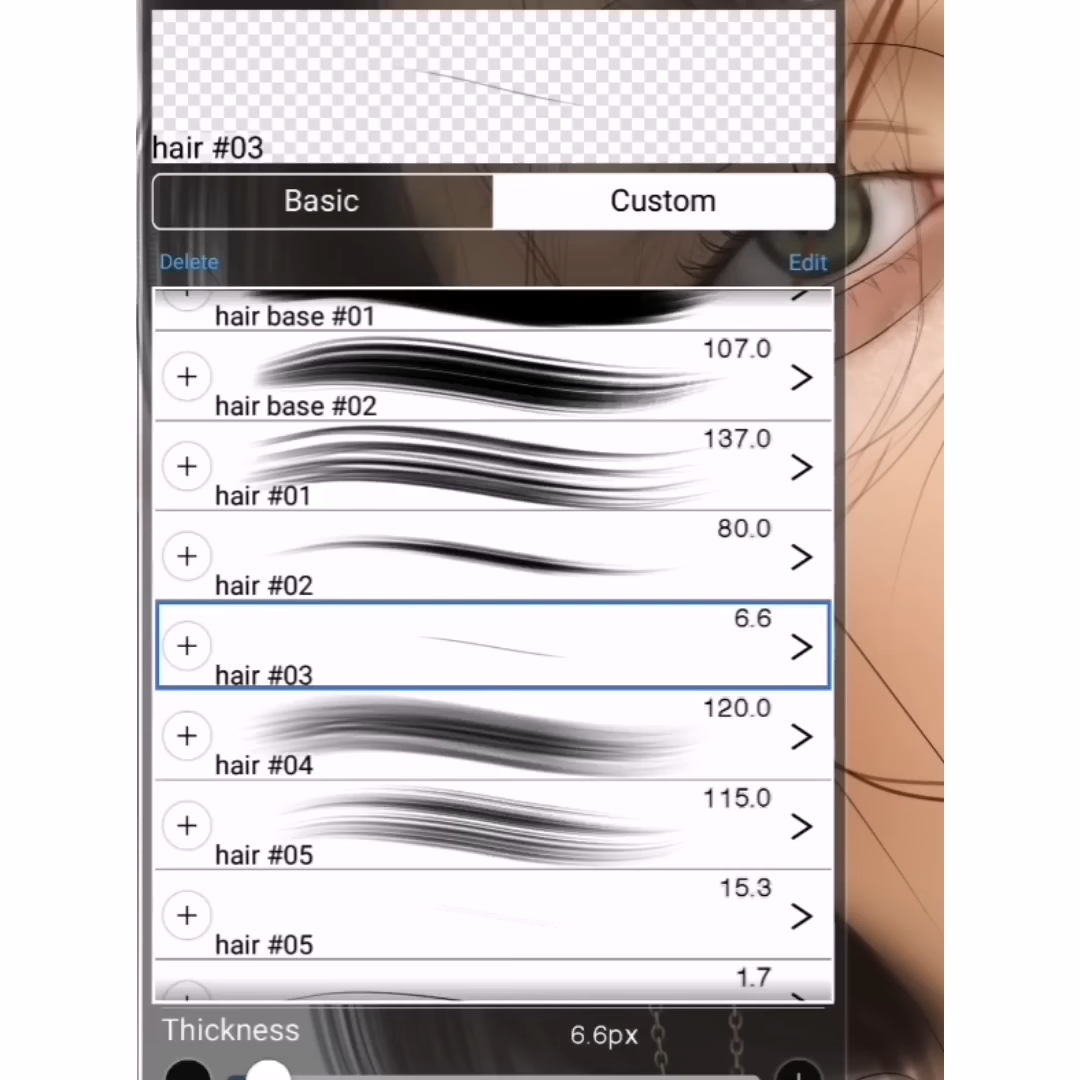 hair #03
Basic Custom
Delete Edit
hair base #01
107.0
hair base #02
137.0
hair #01
80.0
hair #02
6.6
hair #03
120.0
hair #04
115.0
hair #05
15.3
hair #05
1.7
Thickness 6.6px